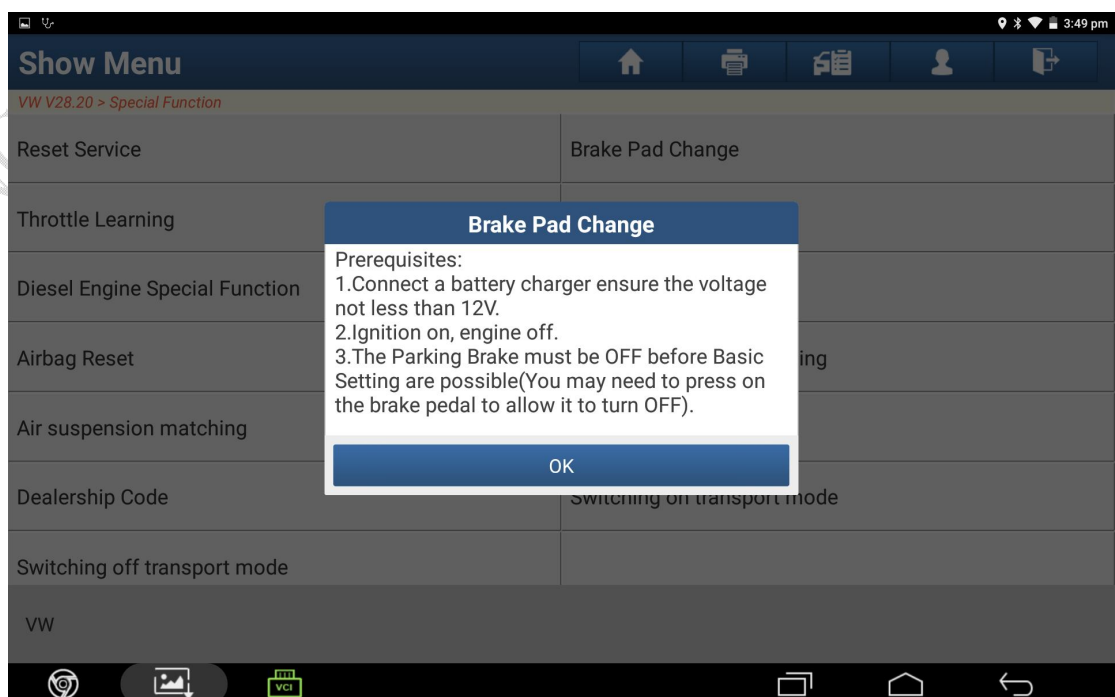 3:49 pm
Show Menu
VW V28.20 > Special Function
Reset Service
Brake Pad Change
Throttle Learning
Brake Pad Change
Prerequisites:
1.Connect a battery charger ensure the voltage
not less than 12V.
2.Ignition on, engine off.
3.The Parking Brake must be OFF before Basic
Setting are possible(You may need to press on
the brake pedal to allow it to turn OFF).
OK
Diesel Engine Special Function
Airbag Reset
ing
Air suspension matching
Dealership Code
Switching on transport mode
Switching off transport mode
VW
VCI